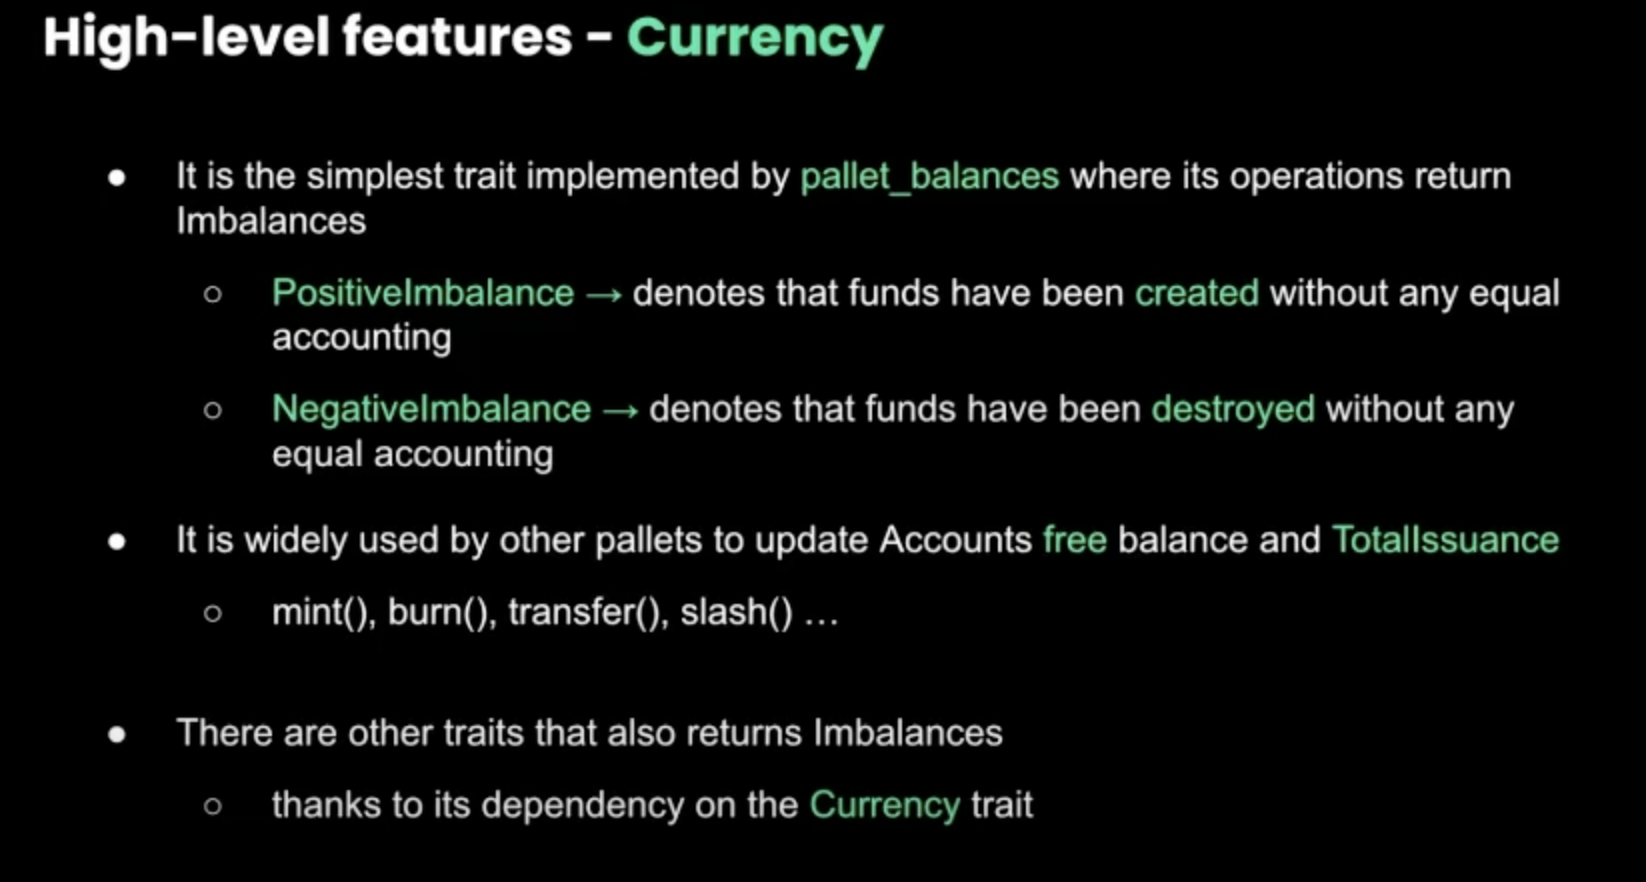 High-level features - Currency
● It is the simplest trait implemented by pallet_balances where its operations return
Imbalances
○ PositiveImbalance → denotes that funds have been created without any equal
accounting
○ NegativeImbalance → denotes that funds have been destroyed without any
equal accounting
● It is widely used by other pallets to update Accounts free balance and TotalIssuance
○ mint(), burn(), transfer(), slash() …
● There are other traits that also returns Imbalances
○ thanks to its dependency on the Currency trait